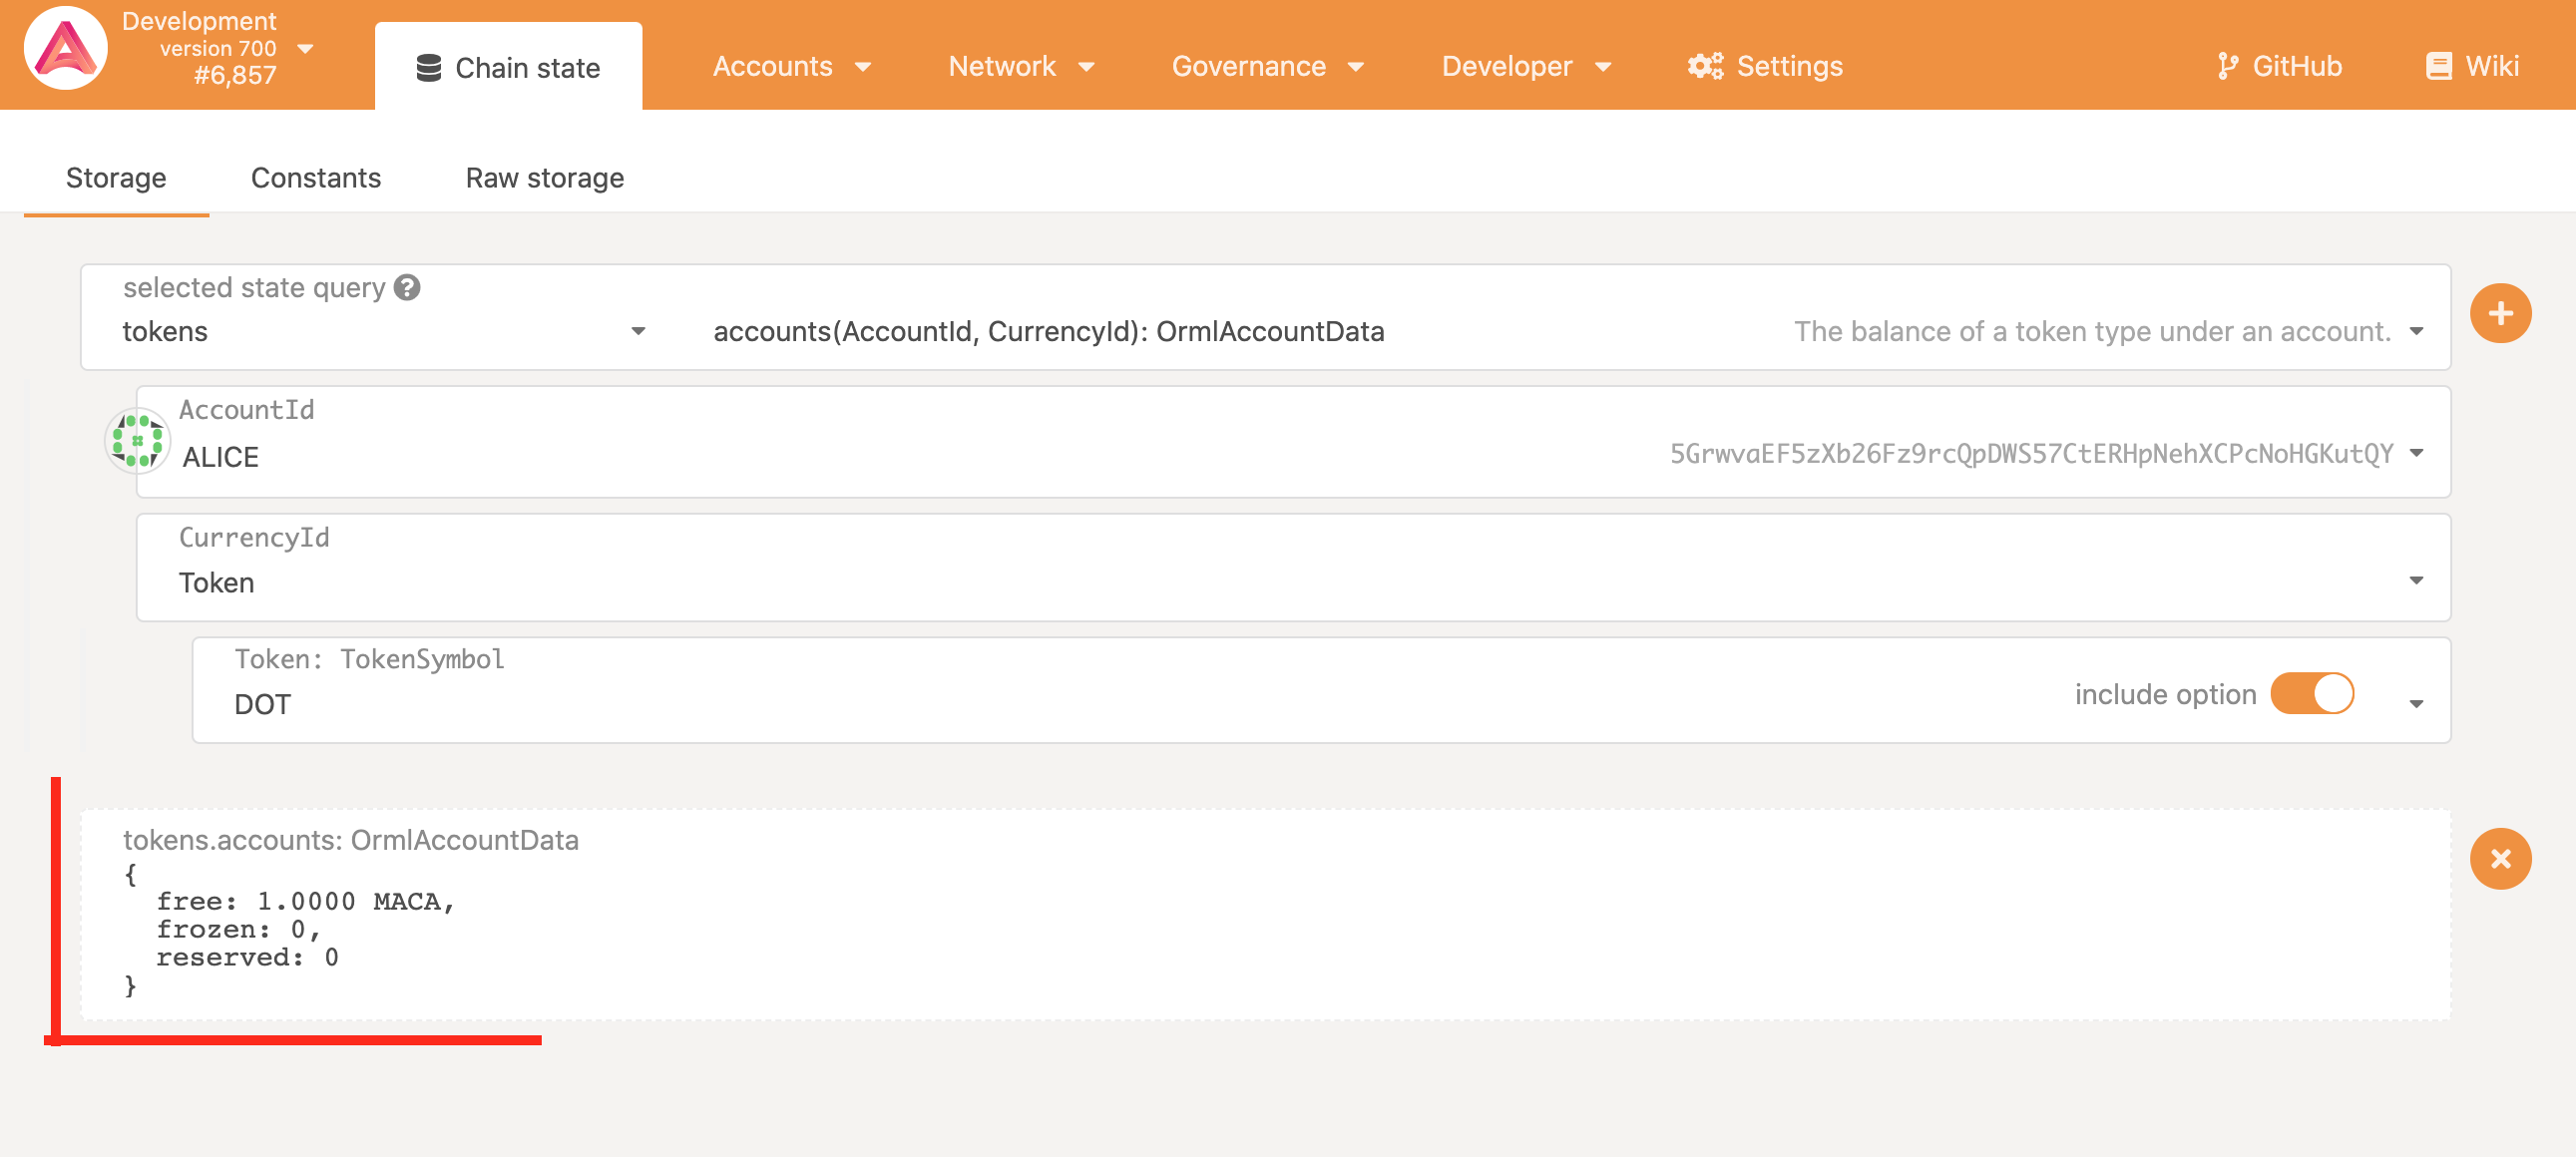 Development
version 700
#6,857
Chain state
Accounts
Network
Governance
Developer
Settings
GitHub
Wiki
Storage
Constants
Raw storage
selected state query
tokens
accounts(AccountId, CurrencyId): OrmlAccountData
The balance of a token type under an account.
AccountId
ALICE
5GrwvaEF5zXb26Fz9rcQpDWS57CtERHpNehXCPcNoHGKutQY
CurrencyId
Token
Token: TokenSymbol
DOT
include option
tokens.accounts: OrmlAccountData
{
free: 1.0000 MACA,
frozen: 0,
reserved: 0
}